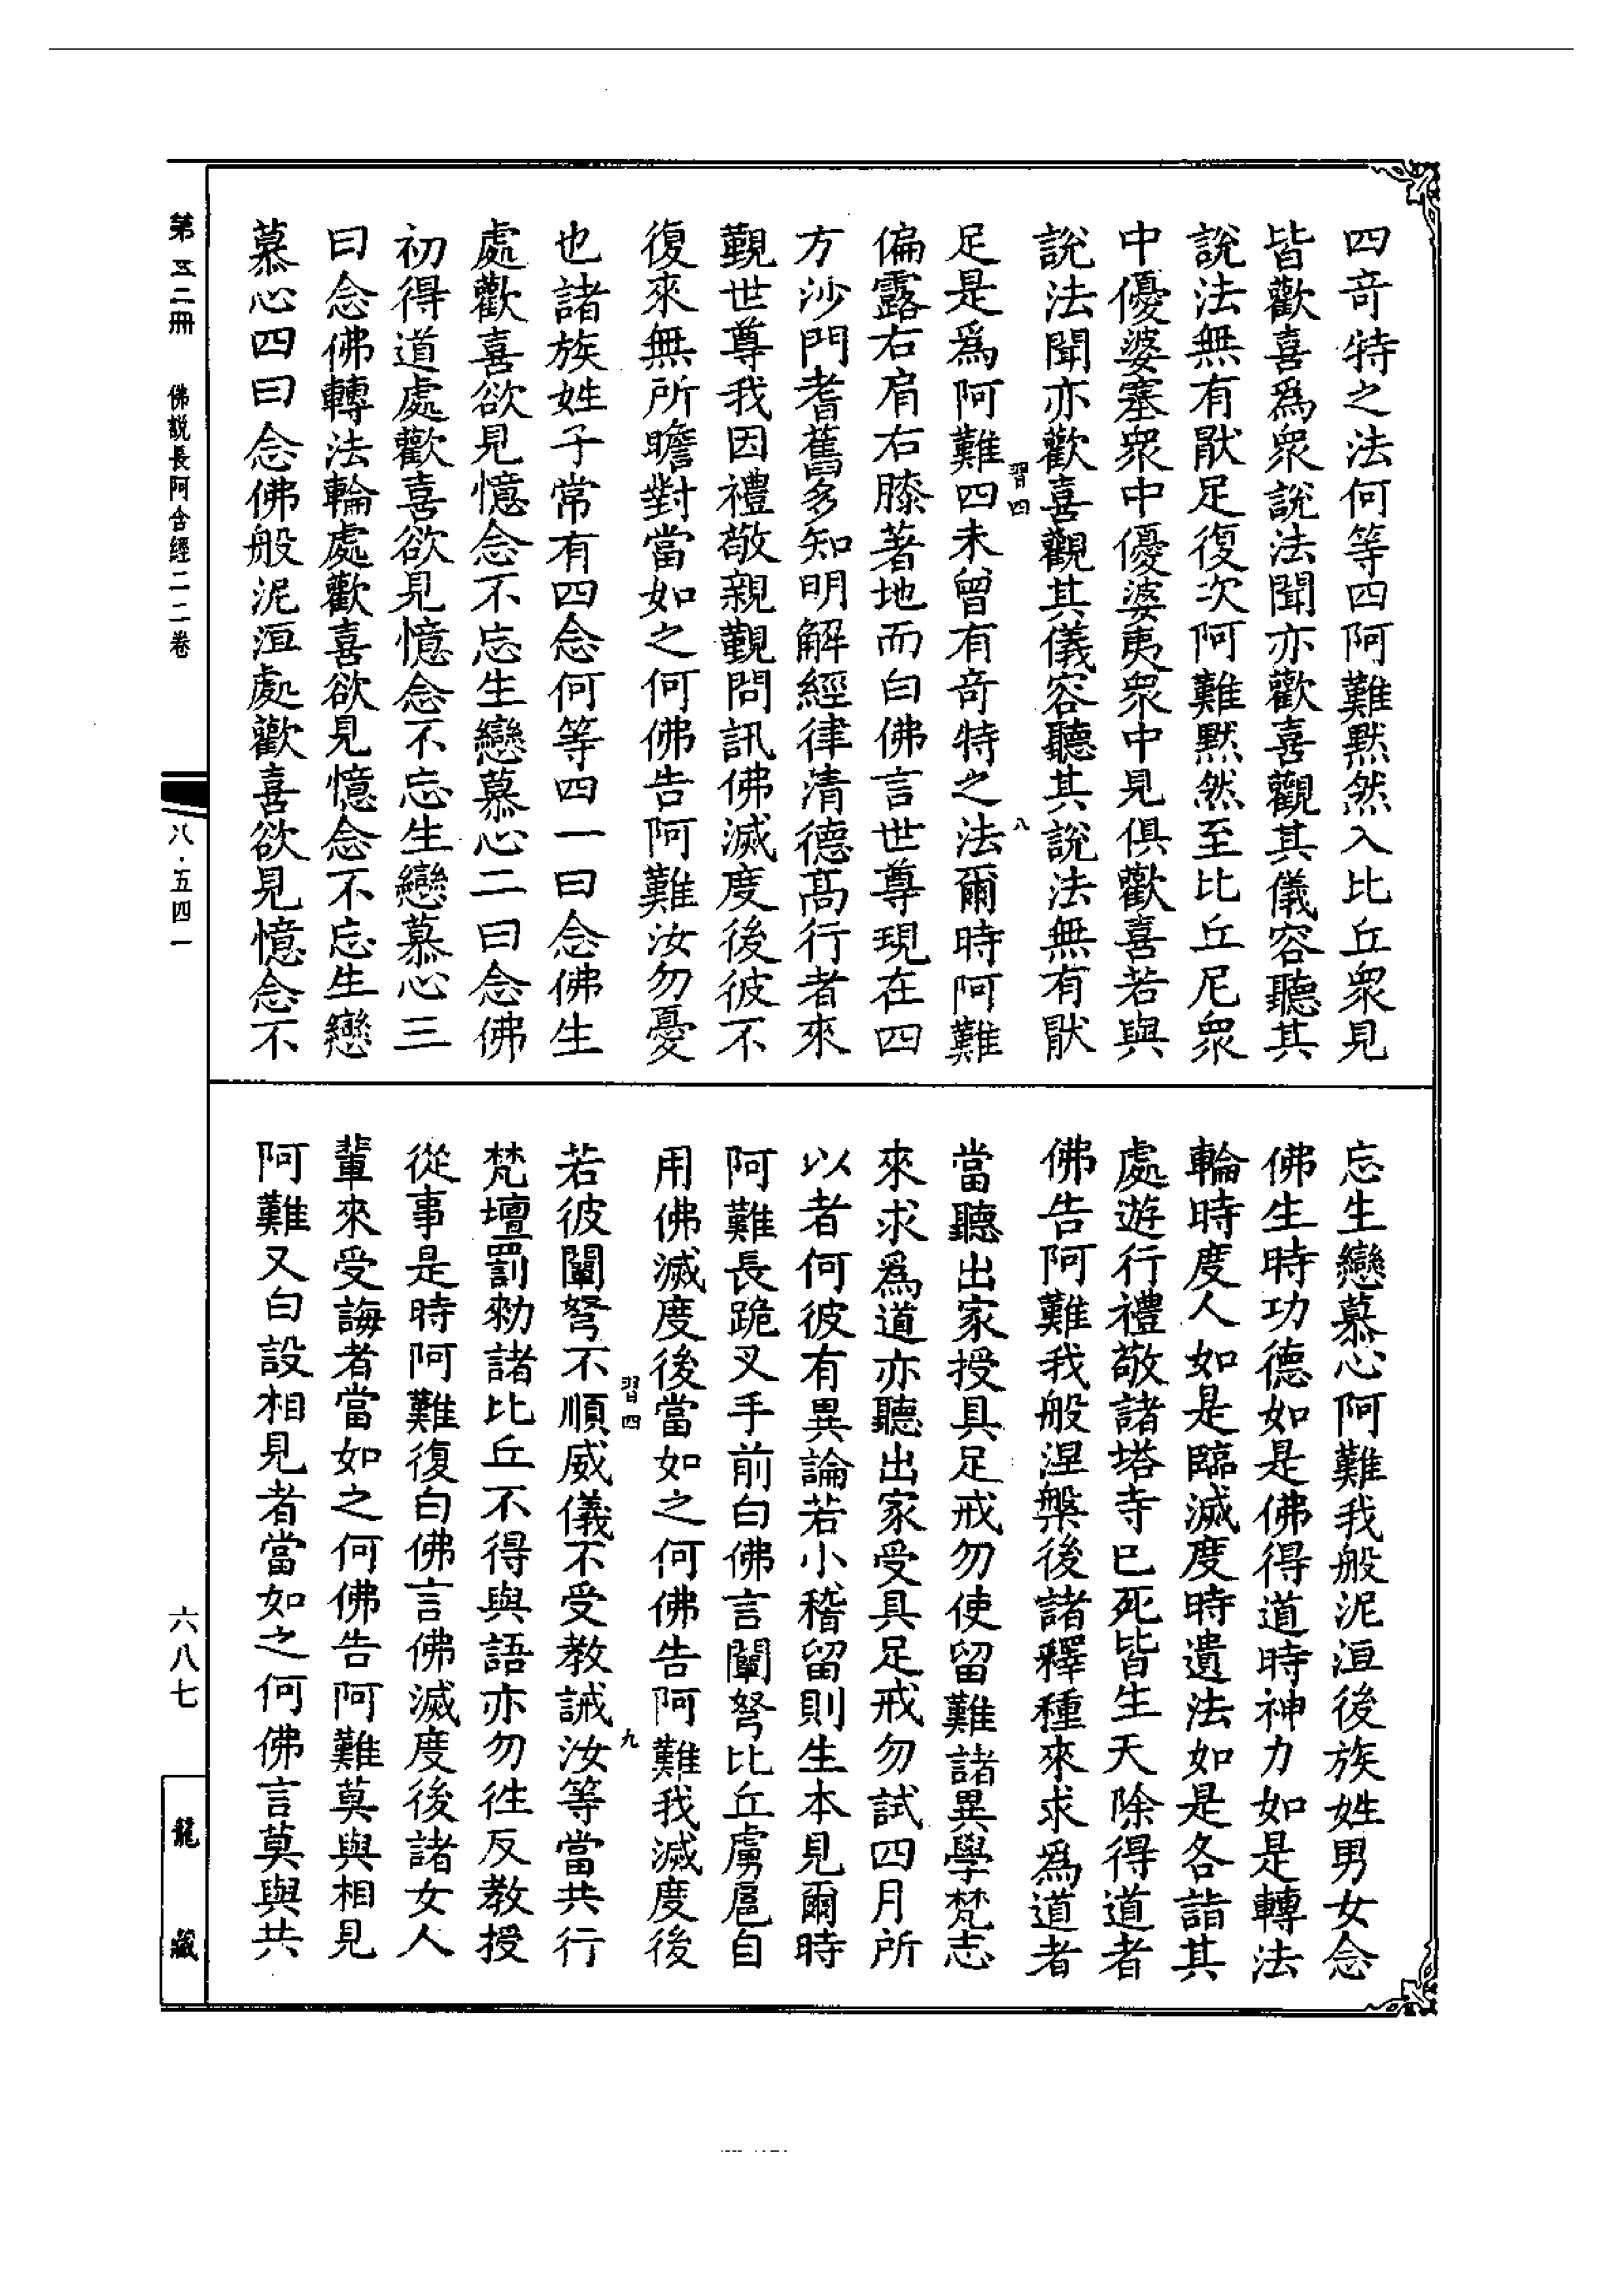 四奇特之法何等四阿難默然入比丘衆見
皆歡喜爲衆說法聞亦歡喜觀其儀容聽其
說法無有猒足復次阿難默然至比丘尼衆
中優婆塞衆中優婆夷衆中見俱歡喜若與
說法聞亦歡喜觀其儀容聽其說法無有猒
習四 八
足是爲阿難四未曾有奇特之法爾時阿難
偏露右肩右膝著地而白佛言世尊現在四
方沙門耆舊多知明解經律清德髙行者來
覲世尊我因禮敬親覲問訊佛滅度後彼不
復來無所瞻對當如之何佛告阿難汝勿憂
也諸族姓子常有四念何等四一曰念佛生
處歡喜欲見憶念不忘生戀慕心二曰念佛
初得道處歡喜欲見憶念不忘生戀慕心三
曰念佛轉法輪處歡喜欲見憶念不忘生戀
慕心四曰念佛般泥洹處歡喜欲見憶念不
忘生戀慕心阿難我般泥洹後族姓男女念
佛生時功德如是佛得道時神力如是轉法
輪時度人如是臨滅度時遺法如是各詣其
處遊行禮敬諸塔寺已死皆生天除得道者
佛告阿難我般涅槃後諸釋種來求爲道者
當聽出家授具足戒勿使留難諸異學梵志
來求爲道亦聽出家受具足戒勿試四月所
以者何彼有異論若小稽留則生本見爾時
阿難長跪叉手前白佛言闡怒比丘虜扈自
用佛滅度後當如之何佛告阿難我滅度後
習四 九
若彼闡怒不順威儀不受教誡汝等當共行
梵壇罰勑諸比丘不得與語亦勿往反教授
從事是時阿難復白佛言佛滅度後諸女人
輩來受誨者當如之何佛告阿難莫與相見
阿難又白設相見者當如之何佛言莫與共
第五二冊 佛說長阿含經二二卷 八·五四一 六八七 龍藏